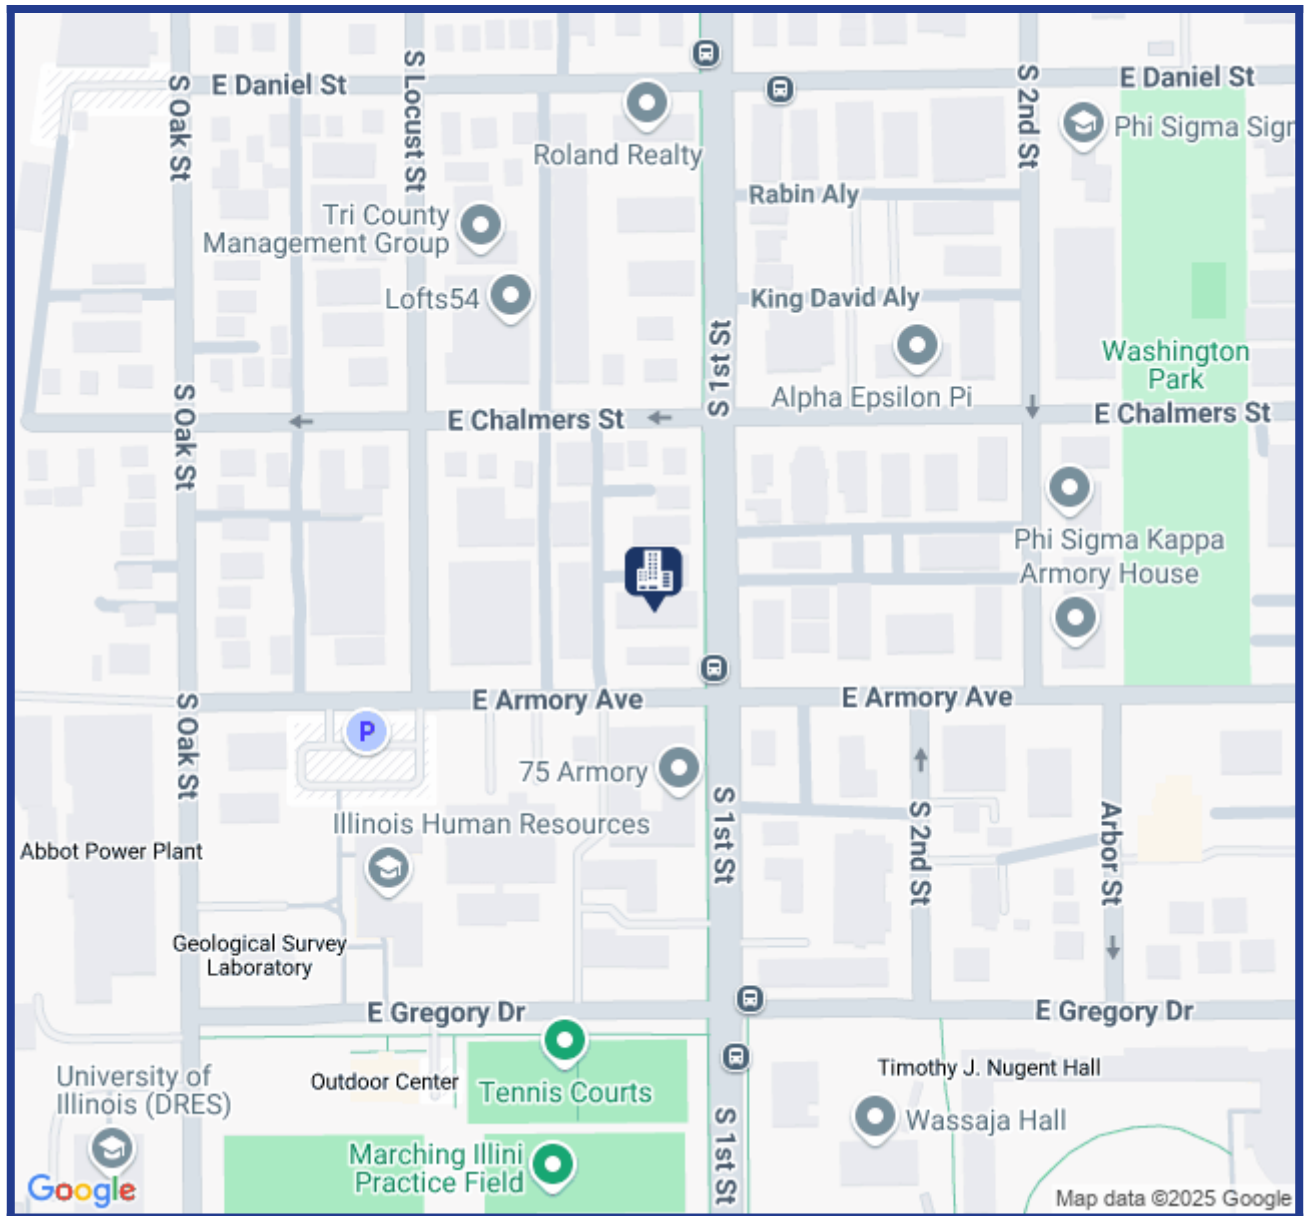 E Daniel St
E Daniel St
S Oak St
S Locust St
S 2nd St
Phi Sigma Sigr
Roland Realty
Rabin Aly
Tri County
Management Group
Lofts54
King David Aly
S 1st St
Washington
Park
Alpha Epsilon Pi
S Oak St
E Chalmers St
E Chalmers St
Phi Sigma Kappa
Armory House
S Oak St
E Armory Ave
E Armory Ave
P
75 Armory
S 1st St
S 2nd St
Arbor St
Illinois Human Resources
Abbot Power Plant
Geological Survey
Laboratory
E Gregory Dr
E Gregory Dr
University of
Illinois (DRES)
Outdoor Center
Tennis Courts
Timothy J. Nugent Hall
Wassaja Hall
S 1st St
Marching Illini
Practice Field
Google
Map data ©2025 Google